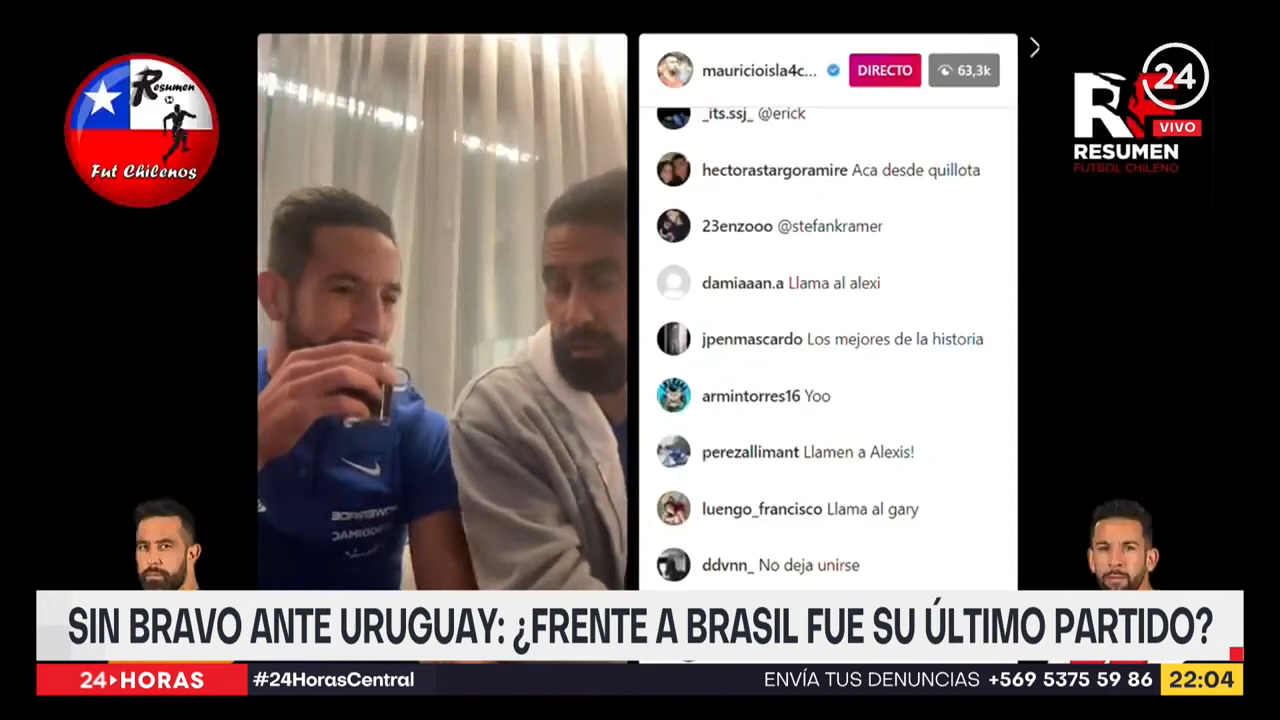 Resumen
Fut Chilenos
mauricioisla4c...
DIRECTO
63,3k
_its.ssj_ @erick
hectorastargoramire Aca desde quillota
23enzooo @stefankramer
damiaaan.a Llama al alexi
jpenmascardo Los mejores de la historia
armintorres16 Yoo
perezallimant Llamen a Alexis!
luengo_francisco Llama al gary
ddvnn_ No deja unirse
24
VIVO
RESUMEN
FUTBOL CHILENO
SIN BRAVO ANTE URUGUAY: ¿FRENTE A BRASIL FUE SU ÚLTIMO PARTIDO?
24 HORAS
#24HorasCentral
ENVÍA TUS DENUNCIAS +569 5375 59 86
22:04